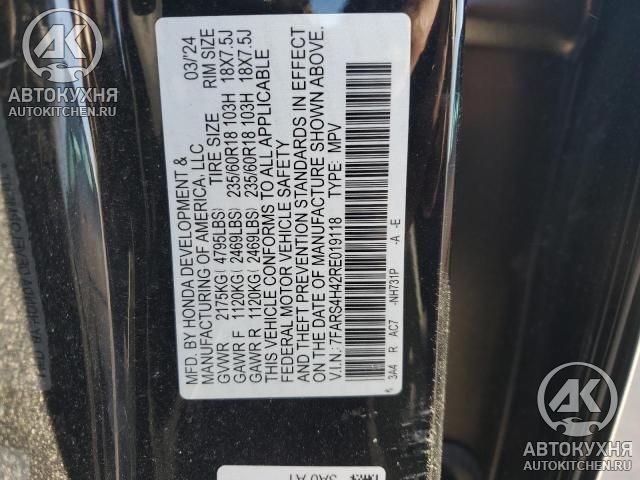 AK
АВТОКУХНЯ
AUTOKITCHEN.RU
MFD. BY HONDA DEVELOPMENT & 03/'24
MANUFACTURING OF AMERICA, LLC
TIRE SIZE RIM SIZE
GVWR 2175KG( 4795LBS)
GAWR F 1120KG( 2469LBS) 235/60R18 103H 18X7.5J
GAWR R 1120KG( 2469LBS) 235/60R18 103H 18X7.5J
THIS VEHICLE CONFORMS TO ALL APPLICABLE
FEDERAL MOTOR VEHICLE SAFETY
AND THEFT PREVENTION STANDARDS IN EFFECT
ON THE DATE OF MANUFACTURE SHOWN ABOVE.
V.I.N.: 7FARS4H42RE019118 TYPE: MPV
3A4 R AC7 -NH731P -A -E
AK
АВТОКУХНЯ
AUTOKITCHEN.RU